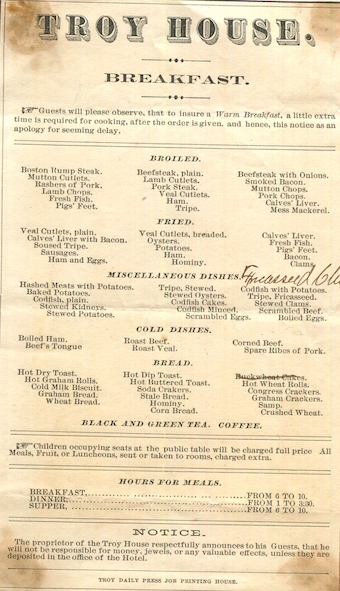 TROY HOUSE.
BREAKFAST.
Guests will please observe, that to insure a Warm Breakfast, a little extra
time is required for cooking, after the order is given, and hence, this notice as an
apology for seeming delay.
BROILED.
Boston Rump Steak. Beefsteak, plain. Beefsteak with Onions.
Mutton Cutlets. Lamb Cutlets. Smoked Bacon.
Rashers of Pork. Pork Steak. Mutton Chops.
Lamb Chops. Veal Cutlets. Pork Chops.
Fresh Fish. Ham. Calves' Liver.
Pigs' Feet. Tripe. Mess Mackerel.
FRIED.
Veal Cutlets, plain. Veal Cutlets, breaded. Calves' Liver.
Calves' Liver with Bacon. Oysters. Fresh Fish.
Soused Tripe. Potatoes. Pigs' Feet.
Sausages. Ham. Bacon.
Ham and Eggs. Hominy. Clams.
MISCELLANEOUS DISHES. Fricasseed
Hashed Meats with Potatoes. Tripe, Stewed. Codfish with Potatoes.
Baked Potatoes. Stewed Oysters. Tripe, Fricasseed.
Codfish, plain. Codfish Cakes. Stewed Clams.
Stewed Kidneys. Codfish Minced. Scrambled Beef.
Stewed Potatoes. Scrambled Eggs. Boiled Eggs.
COLD DISHES.
Boiled Ham. Roast Beef. Corned Beef.
Beef's Tongue Roast Veal. Spare Ribes of Pork.
BREAD.
Hot Dry Toast. Hot Dip Toast. Buckwheat Cakes.
Hot Graham Rolls. Hot Buttered Toast. Hot Wheat Rolls.
Cold Milk Biscuit. Soda Crakers. Congress Crackers.
Graham Bread. Stale Bread. Graham Crackers.
Wheat Bread. Hominy. Samp.
Corn Bread. Crushed Wheat.
BLACK AND GREEN TEA. COFFEE.
Children occupying seats at the public table will be charged full price All
Meals, Fruit, or Luncheons, sent or taken to rooms, charged extra.
HOURS FOR MEALS.
BREAKFAST, FROM 6 TO 10.
DINNER, FROM 1 TO 3:30.
SUPPER, FROM 6 TO 10.
NOTICE.
The proprietor of the Troy House respectfully announces to his Guests, that he
will not be responsible for money, jewels, or any valuable effects, unless they are
deposited in the office of the Hotel.
TROY DAILY PRESS JOB PRINTING HOUSE.